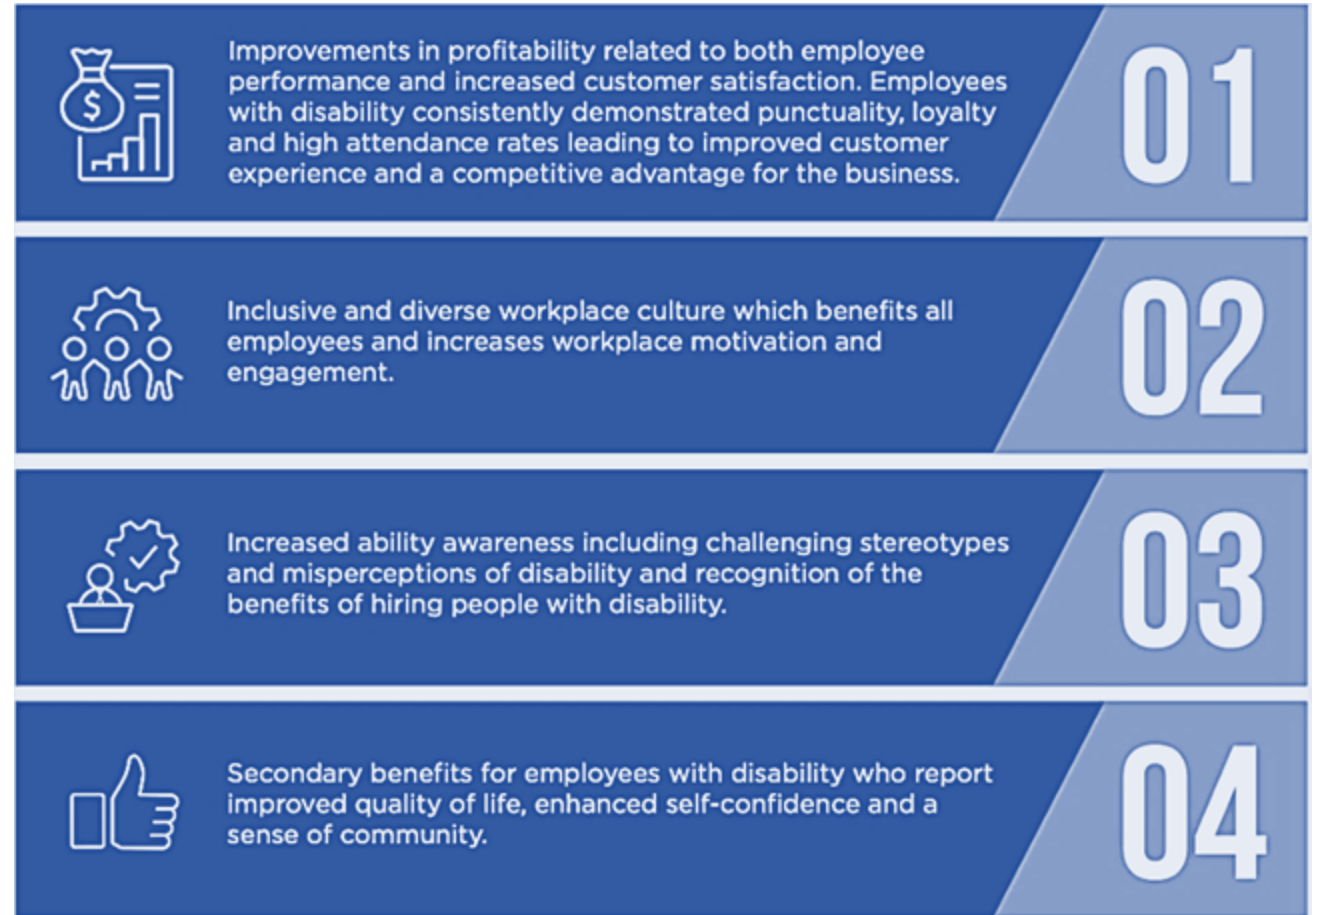 Improvements in profitability related to both employee
performance and increased customer satisfaction. Employees
with disability consistently demonstrated punctuality, loyalty
and high attendance rates leading to improved customer
experience and a competitive advantage for the business.
01
$
Inclusive and diverse workplace culture which benefits all
employees and increases workplace motivation and
engagement.
02
Increased ability awareness including challenging stereotypes
and misperceptions of disability and recognition of the
benefits of hiring people with disability.
03
Secondary benefits for employees with disability who report
improved quality of life, enhanced self-confidence and a
sense of community.
04